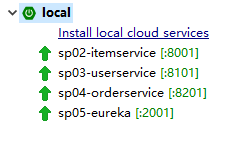 local
Install local cloud services
sp02-itemservice [:8001]
sp03-userservice [:8101]
sp04-orderservice [:8201]
sp05-eureka [:2001]